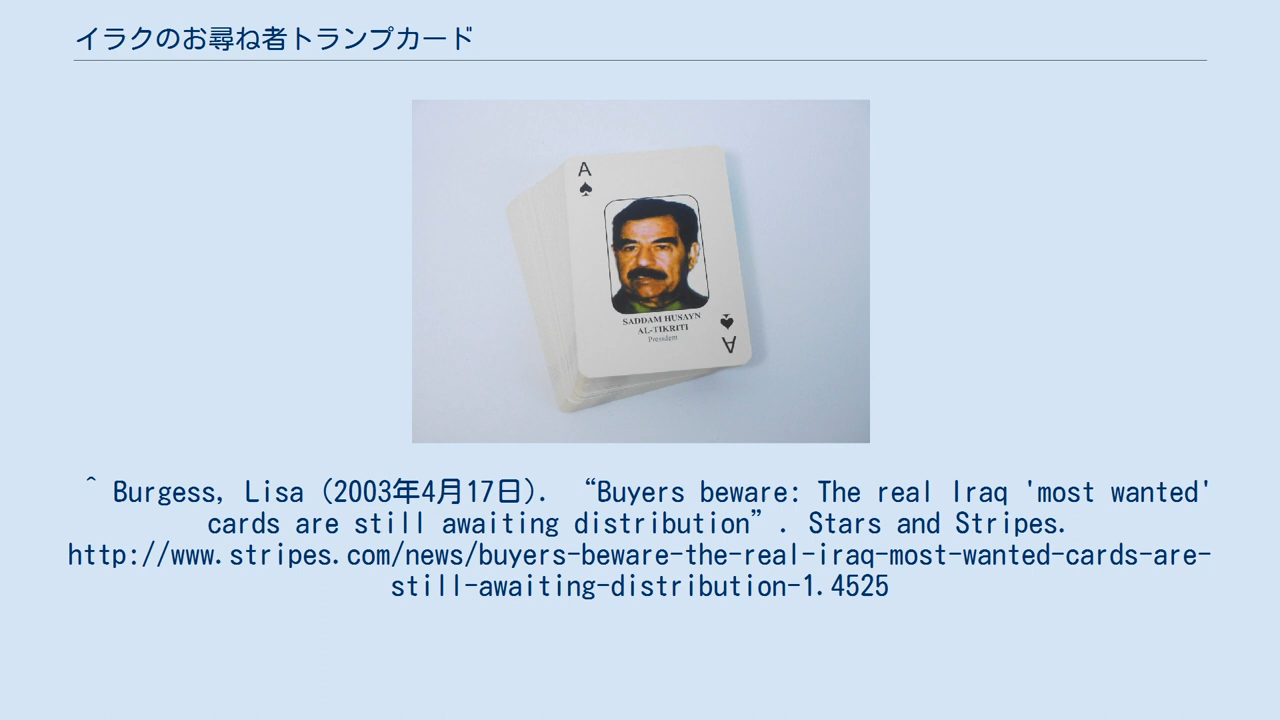 イラクのお尋ね者トランプカード
A
SADDAM HUSAYN
AL-TIKRITI
President
A
^ Burgess, Lisa (2003年4月17日). “Buyers beware: The real Iraq 'most wanted'
cards are still awaiting distribution”. Stars and Stripes.
http://www.stripes.com/news/buyers-beware-the-real-iraq-most-wanted-cards-are-
still-awaiting-distribution-1.4525